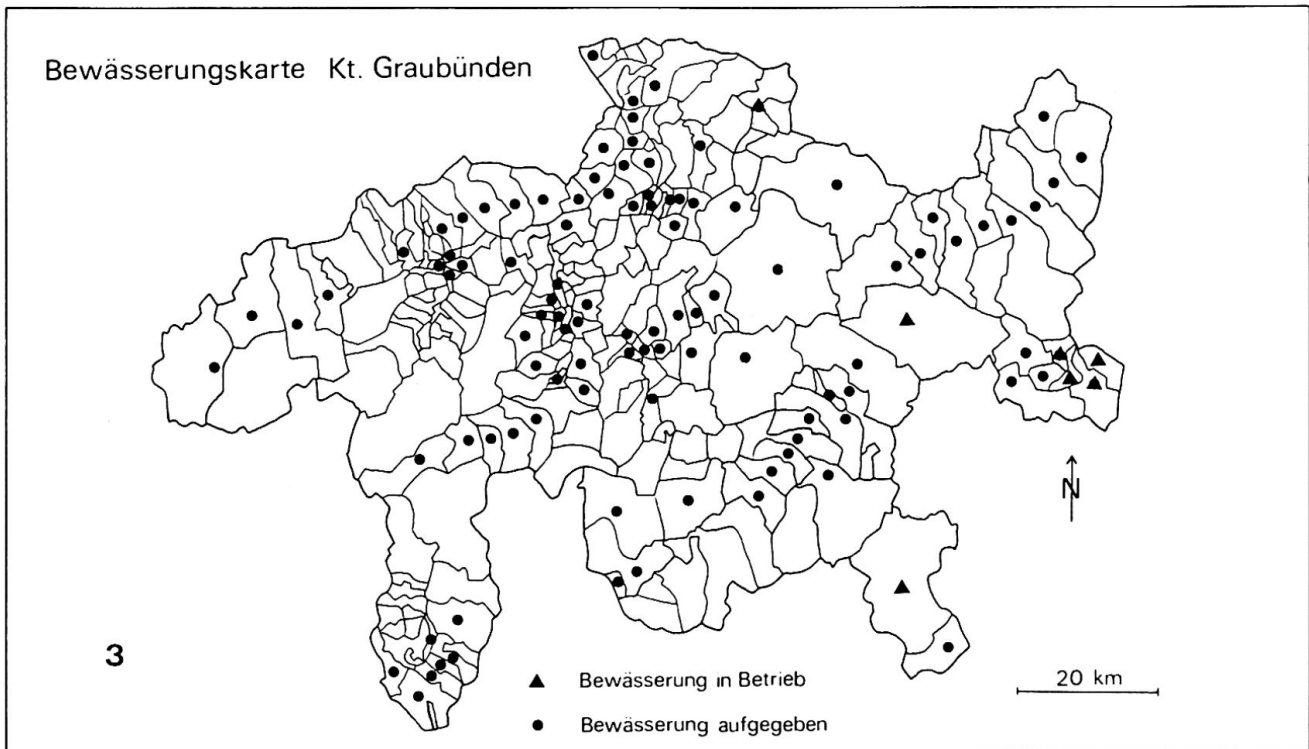 Bewässerungskarte Kt. Graubünden
N
3
Bewässerung in Betrieb
20 km
Bewässerung aufgegeben